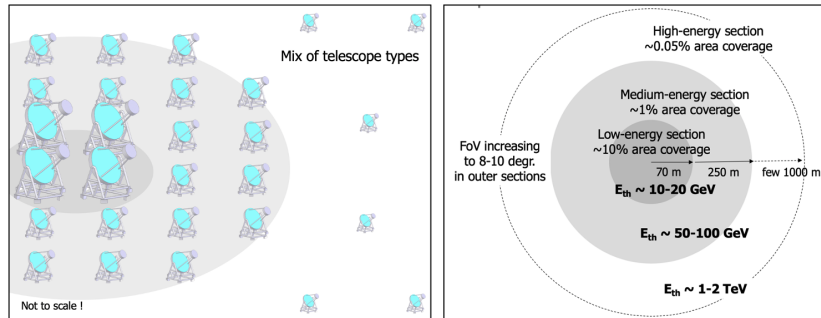 Mix of telescope types
Not to scale !
High-energy section
~0.05% area coverage
Medium-energy section
~1% area coverage
Low-energy section
~10% area coverage
FoV increasing
to 8-10 degr.
in outer sections
70 m
250 m
few 1000 m
Eth ~ 10-20 GeV
Eth ~ 50-100 GeV
Eth ~ 1-2 TeV